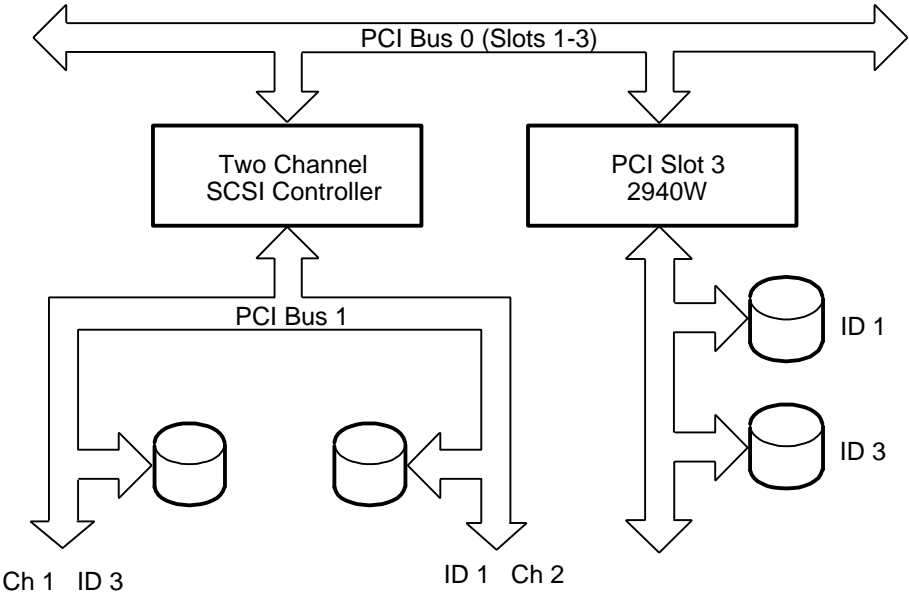 PCI Bus 0 (Slots 1-3)
Two Channel
SCSI Controller
PCI Slot 3
2940W
PCI Bus 1
ID 1
ID 3
Ch 1 ID 3
ID 1 Ch 2